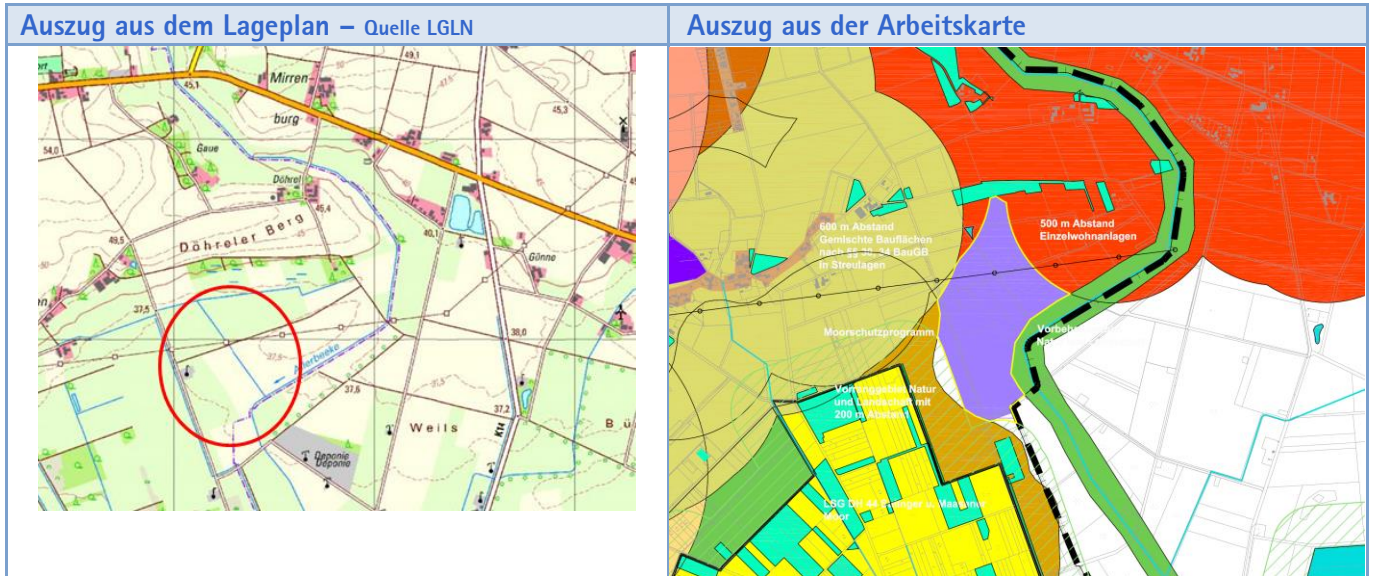 Auszug aus dem Lageplan – Quelle LGLN
Auszug aus der Arbeitskarte
Mirren-
burg
49,1
45,1
45,3
54,0
Gaue
Döhrel
45,4
Döhreler Berg
49,5
40,1
Gönne
37,5
38,0
37,5
37,6
37,2
Weils
K14
Deponie
Deponie
600 m Abstand
Gemischte Bauflächen
in Streulagen
500 m Abstand
Einzelwohnanlagen
Moorschutzprogramm
Vorranggebiet Natur
und Landschaft mit
200 m Abstand
Moor